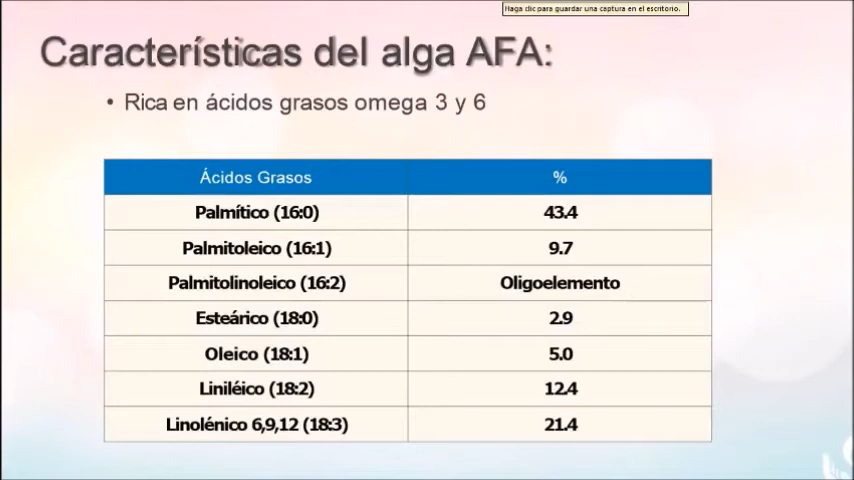 Haga clic para guardar una captura en el escritorio.
Características del alga AFA:
• Rica en ácidos grasos omega 3 y 6
Ácidos Grasos %
Palmítico (16:0) 43.4
Palmitoleico (16:1) 9.7
Palmitolinoleico (16:2) Oligoelemento
Esteárico (18:0) 2.9
Oleico (18:1) 5.0
Liniléico (18:2) 12.4
Linolénico 6,9,12 (18:3) 21.4